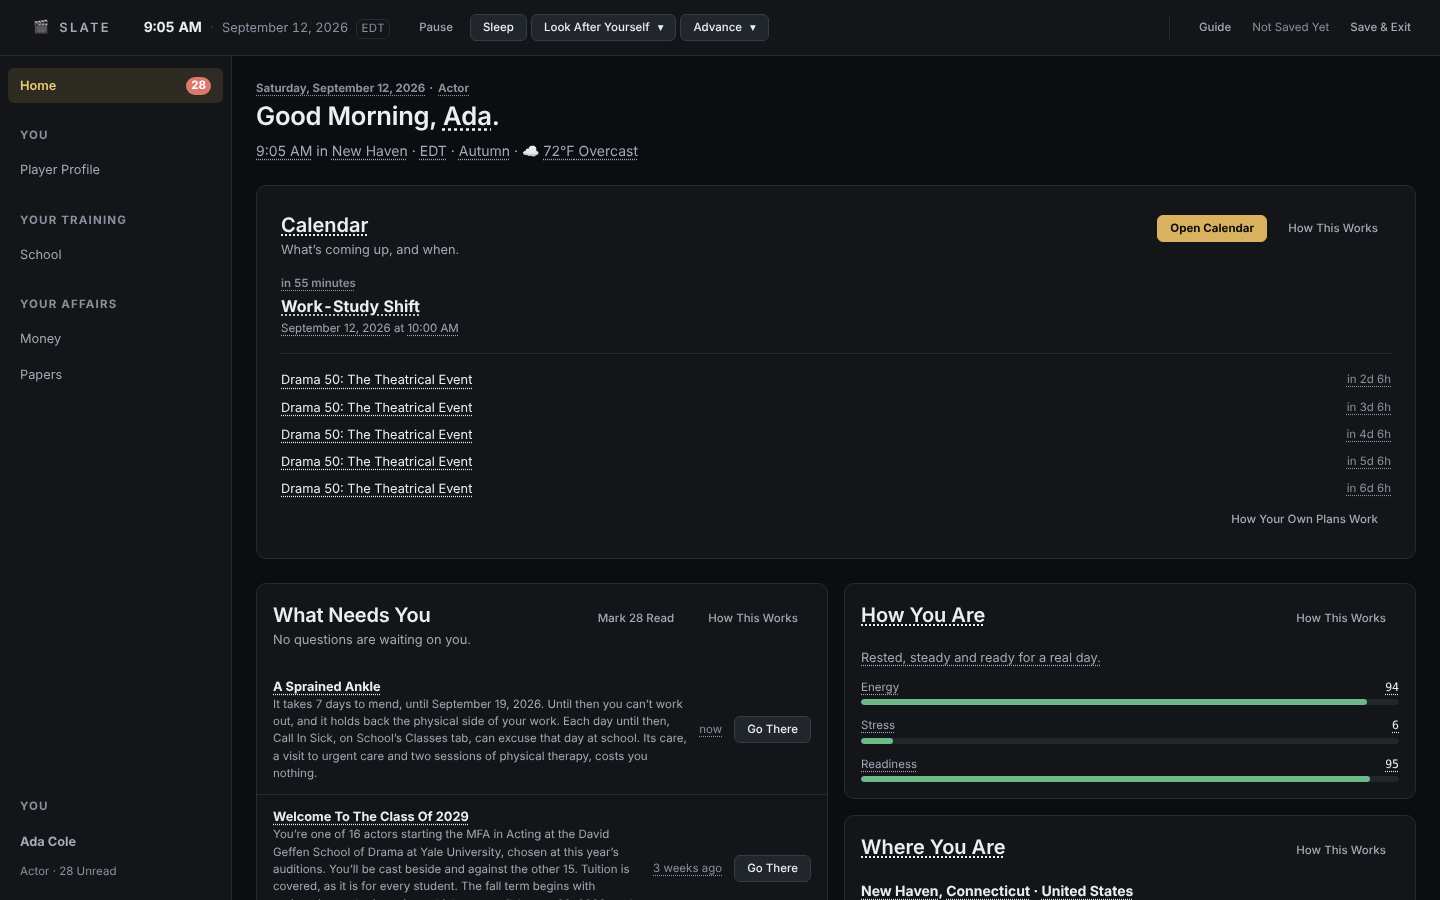 SLATE
9:05 AM · September 12, 2026 EDT
Pause
Sleep
Look After Yourself ▾
Advance ▾
Guide
Not Saved Yet
Save & Exit
Home
28
YOU
Player Profile
YOUR TRAINING
School
YOUR AFFAIRS
Money
Papers
YOU
Ada Cole
Actor · 28 Unread
Saturday, September 12, 2026 · Actor
Good Morning, Ada.
9:05 AM in New Haven · EDT · Autumn · ☁️ 72°F Overcast
Calendar
What's coming up, and when.
Open Calendar
How This Works
in 55 minutes
Work-Study Shift
September 12, 2026 at 10:00 AM
Drama 50: The Theatrical Event in 2d 6h
Drama 50: The Theatrical Event in 3d 6h
Drama 50: The Theatrical Event in 4d 6h
Drama 50: The Theatrical Event in 5d 6h
Drama 50: The Theatrical Event in 6d 6h
How Your Own Plans Work
What Needs You
Mark 28 Read
How This Works
No questions are waiting on you.
A Sprained Ankle
It takes 7 days to mend, until September 19, 2026. Until then you can't work
out, and it holds back the physical side of your work. Each day until then,
Call In Sick, on School's Classes tab, can excuse that day at school. Its care,
a visit to urgent care and two sessions of physical therapy, costs you
nothing.
now
Go There
Welcome To The Class Of 2029
You're one of 16 actors starting the MFA in Acting at the David
Geffen School of Drama at Yale University, chosen at this year's
auditions. You'll be cast beside and against the other 15. Tuition is
covered, as it is for every student. The fall term begins with
3 weeks ago
Go There
How You Are
How This Works
Rested, steady and ready for a real day.
Energy 94
Stress 6
Readiness 95
Where You Are
How This Works
New Haven, Connecticut · United States